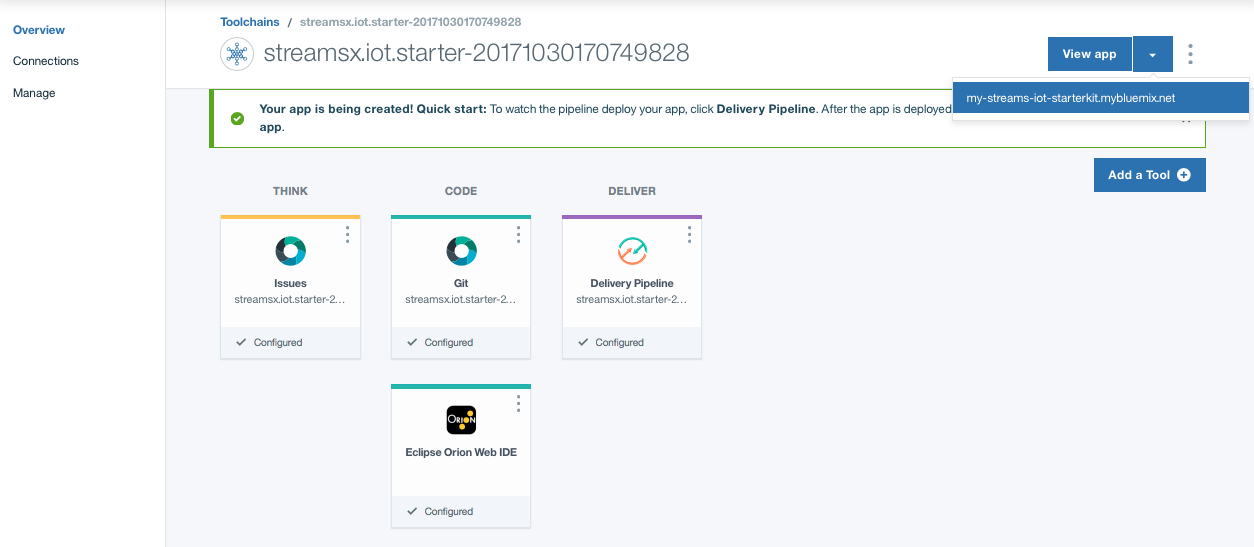 Overview
Connections
Manage
Toolchains / streamsx.iot.starter-20171030170749828
streamsx.iot.starter-20171030170749828
View app
my-streams-iot-starterkit.mybluemix.net
Your app is being created! Quick start: To watch the pipeline deploy your app, click Delivery Pipeline. After the app is deployed
app.
Add a Tool
THINK CODE DELIVER
Issues
streamsx.iot.starter-2...
Configured
Git
streamsx.iot.starter-2...
Configured
Delivery Pipeline
streamsx.iot.starter-2...
Configured
ORION
Eclipse Orion Web IDE
Configured